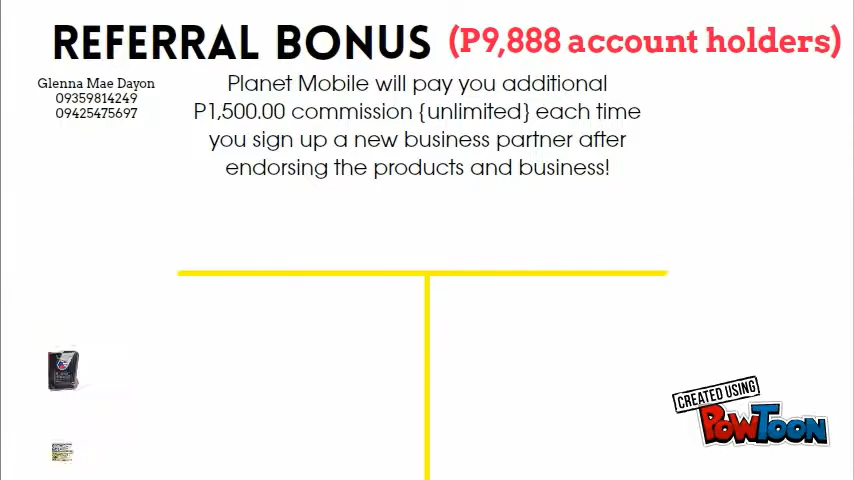 REFERRAL BONUS (P9,888 account holders)
Glenna Mae Dayon
09359814249
09425475697
Planet Mobile will pay you additional
P1,500.00 commission {unlimited} each time
you sign up a new business partner after
endorsing the products and business!
CREATED USING
POWTOON